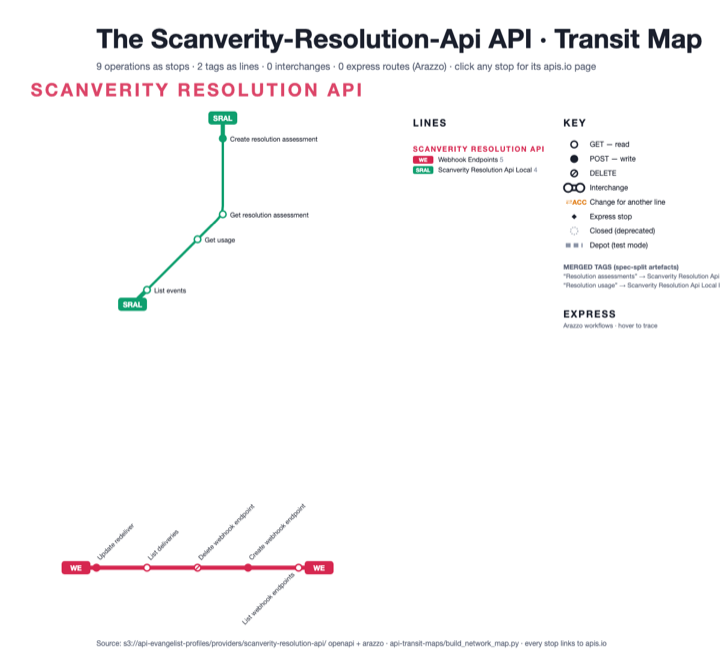 The Scanverity-Resolution-Api API · Transit Map
9 operations as stops · 2 tags as lines · 0 interchanges · 0 express routes (Arazzo) · click any stop for its apis.io page
SCANVERITY RESOLUTION API
SRAL
Create resolution assessment
Get resolution assessment
Get usage
List events
SRAL
LINES
SCANVERITY RESOLUTION API
WE Webhook Endpoints 5
SRAL Scanverity Resolution Api Local 4
KEY
GET — read
POST — write
DELETE
Interchange
ACC Change for another line
Express stop
Closed (deprecated)
Depot (test mode)
MERGED TAGS (spec-split artefacts)
"Resolution assessments" → Scanverity Resolution Api
"Resolution usage" → Scanverity Resolution Api Local
EXPRESS
Arazzo workflows · hover to trace
WE
Update redeliver
List deliveries
Delete webhook endpoint
Create webhook endpoint
List webhook endpoints
WE
Source: s3://api-evangelist-profiles/providers/scanverity-resolution-api/ openapi + arazzo · api-transit-maps/build_network_map.py · every stop links to apis.io